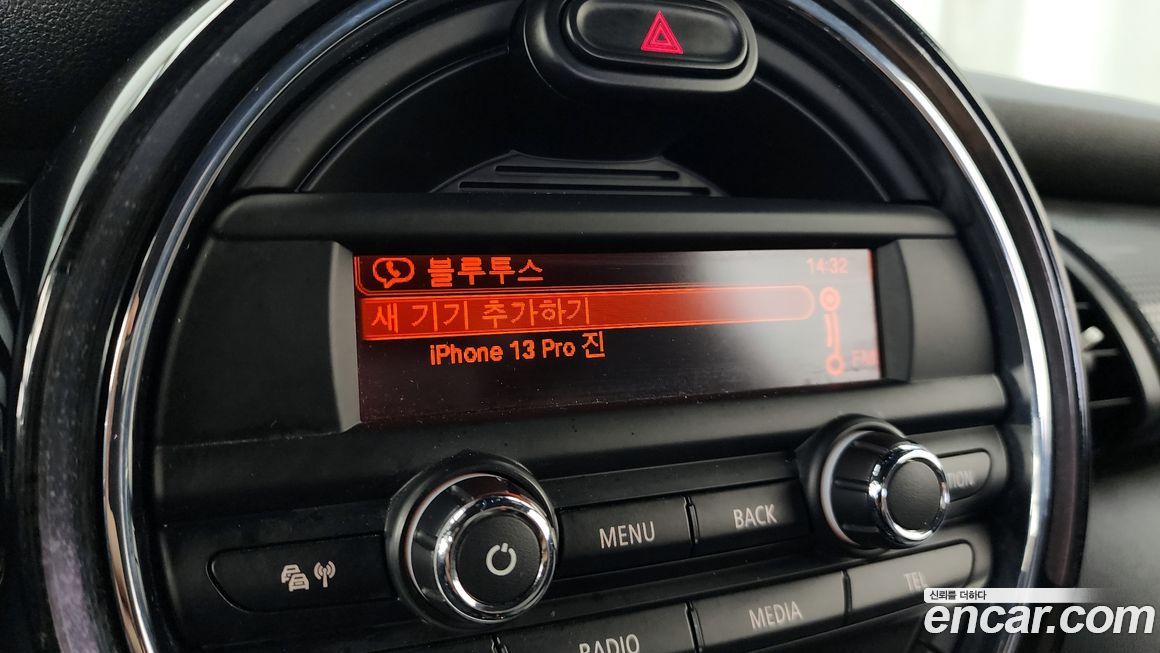 블루투스
14:32
새 기기 추가하기
iPhone 13 Pro 진
FM
MENU
BACK
RADIO
MEDIA
TEL
신뢰를 더하다
encar.com